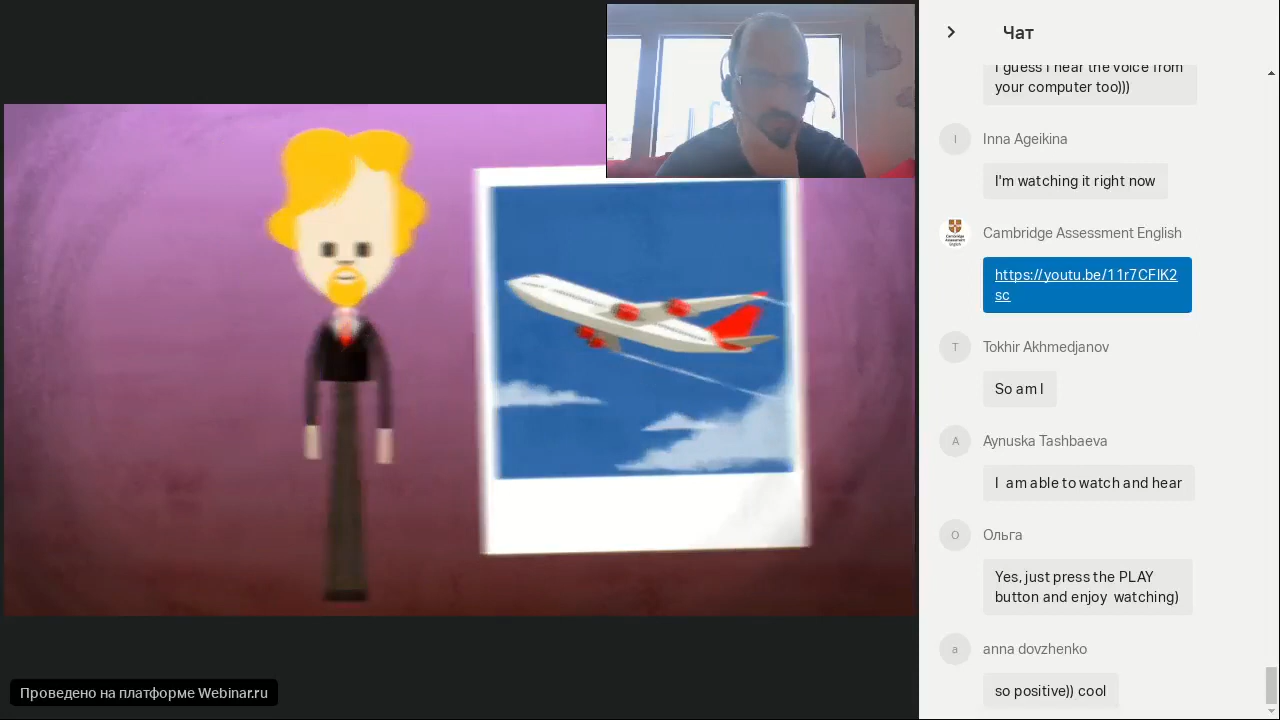 Чат
I guess I hear the voice from
your computer too)))
I
Inna Ageikina
I'm watching it right now
Cambridge Assessment English
https://youtu.be/11r7CFlK2
sc
T
Tokhir Akhmedjanov
So am I
A
Aynuska Tashbaeva
I am able to watch and hear
О
Ольга
Yes, just press the PLAY
button and enjoy watching)
a
anna dovzhenko
so positive)) cool
Проведено на платформе Webinar.ru